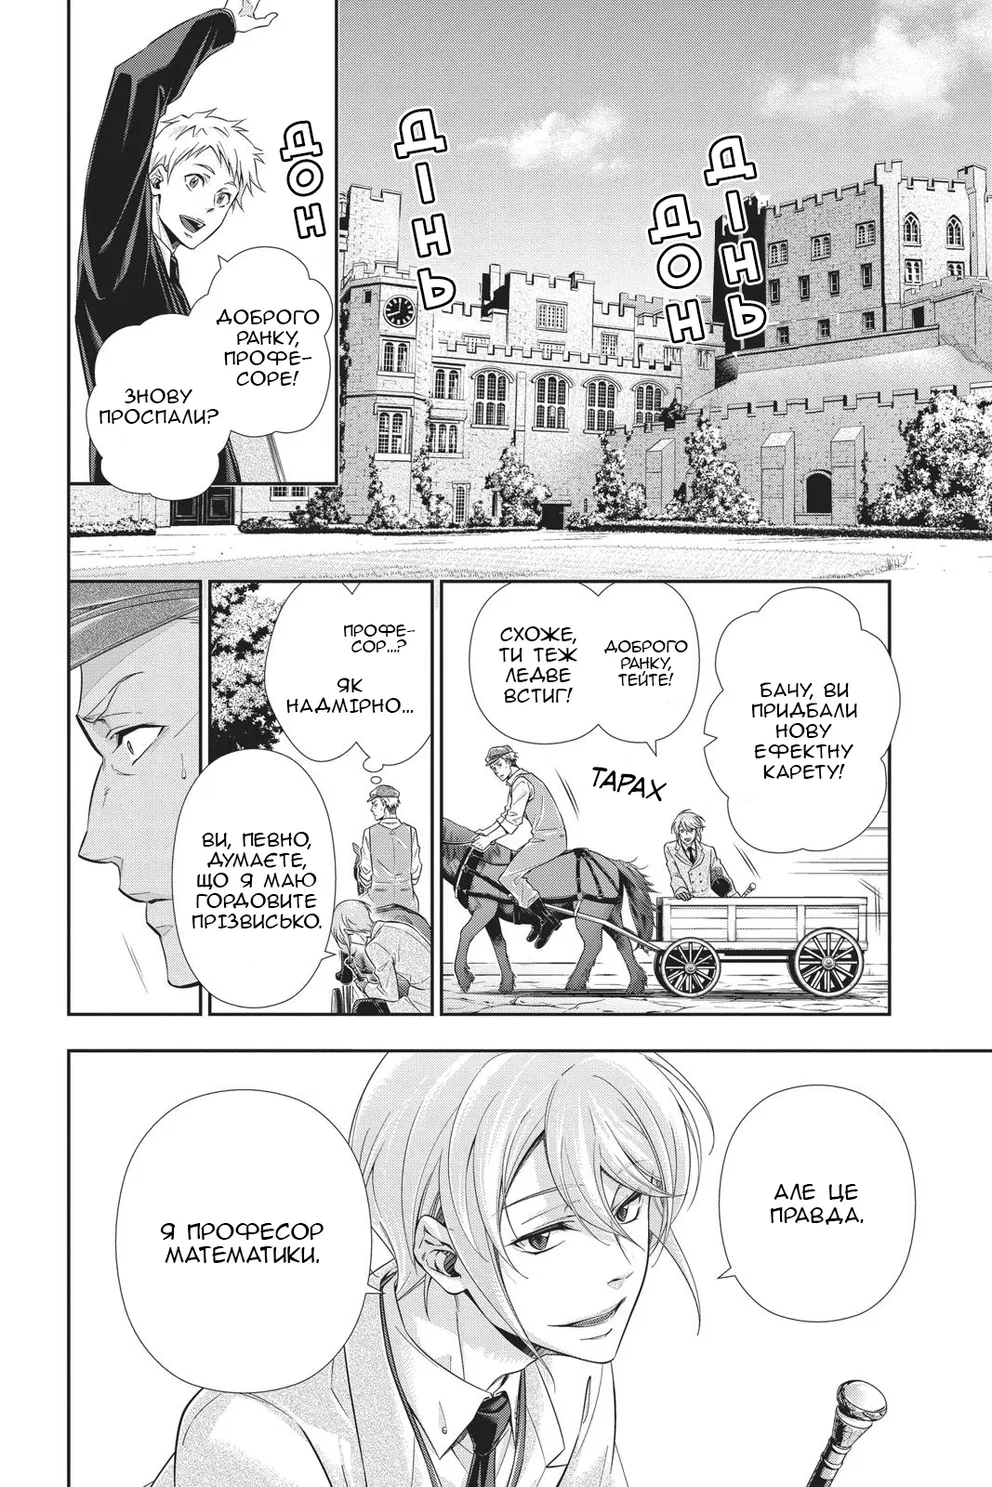 ДІНЬ
ДОН
ДІНЬ
ДОН
ДОБРОГО
РАНКУ,
ПРОФЕ-
СОРЕ!
ЗНОВУ
ПРОСПАЛИ?
БАЧУ, ВИ
ПРИДБАЛИ
НОВУ
ЕФЕКТНУ
КАРЕТУ!
ДОБРОГО
РАНКУ,
ТЕЙТЕ!
СХОЖЕ,
ТИ ТЕЖ
ЛЕДВЕ
ВСТИГ!
ТАРАХ
ПРОФЕ-
СОР...?
ЯК
НАДМІРНО...
ВИ, ПЕВНО,
ДУМАЄТЕ,
ЩО Я МАЮ
ГОРДОВИТЕ
ПРІЗВИСЬКО.
АЛЕ ЦЕ
ПРАВДА.
Я ПРОФЕСОР
МАТЕМАТИКИ.